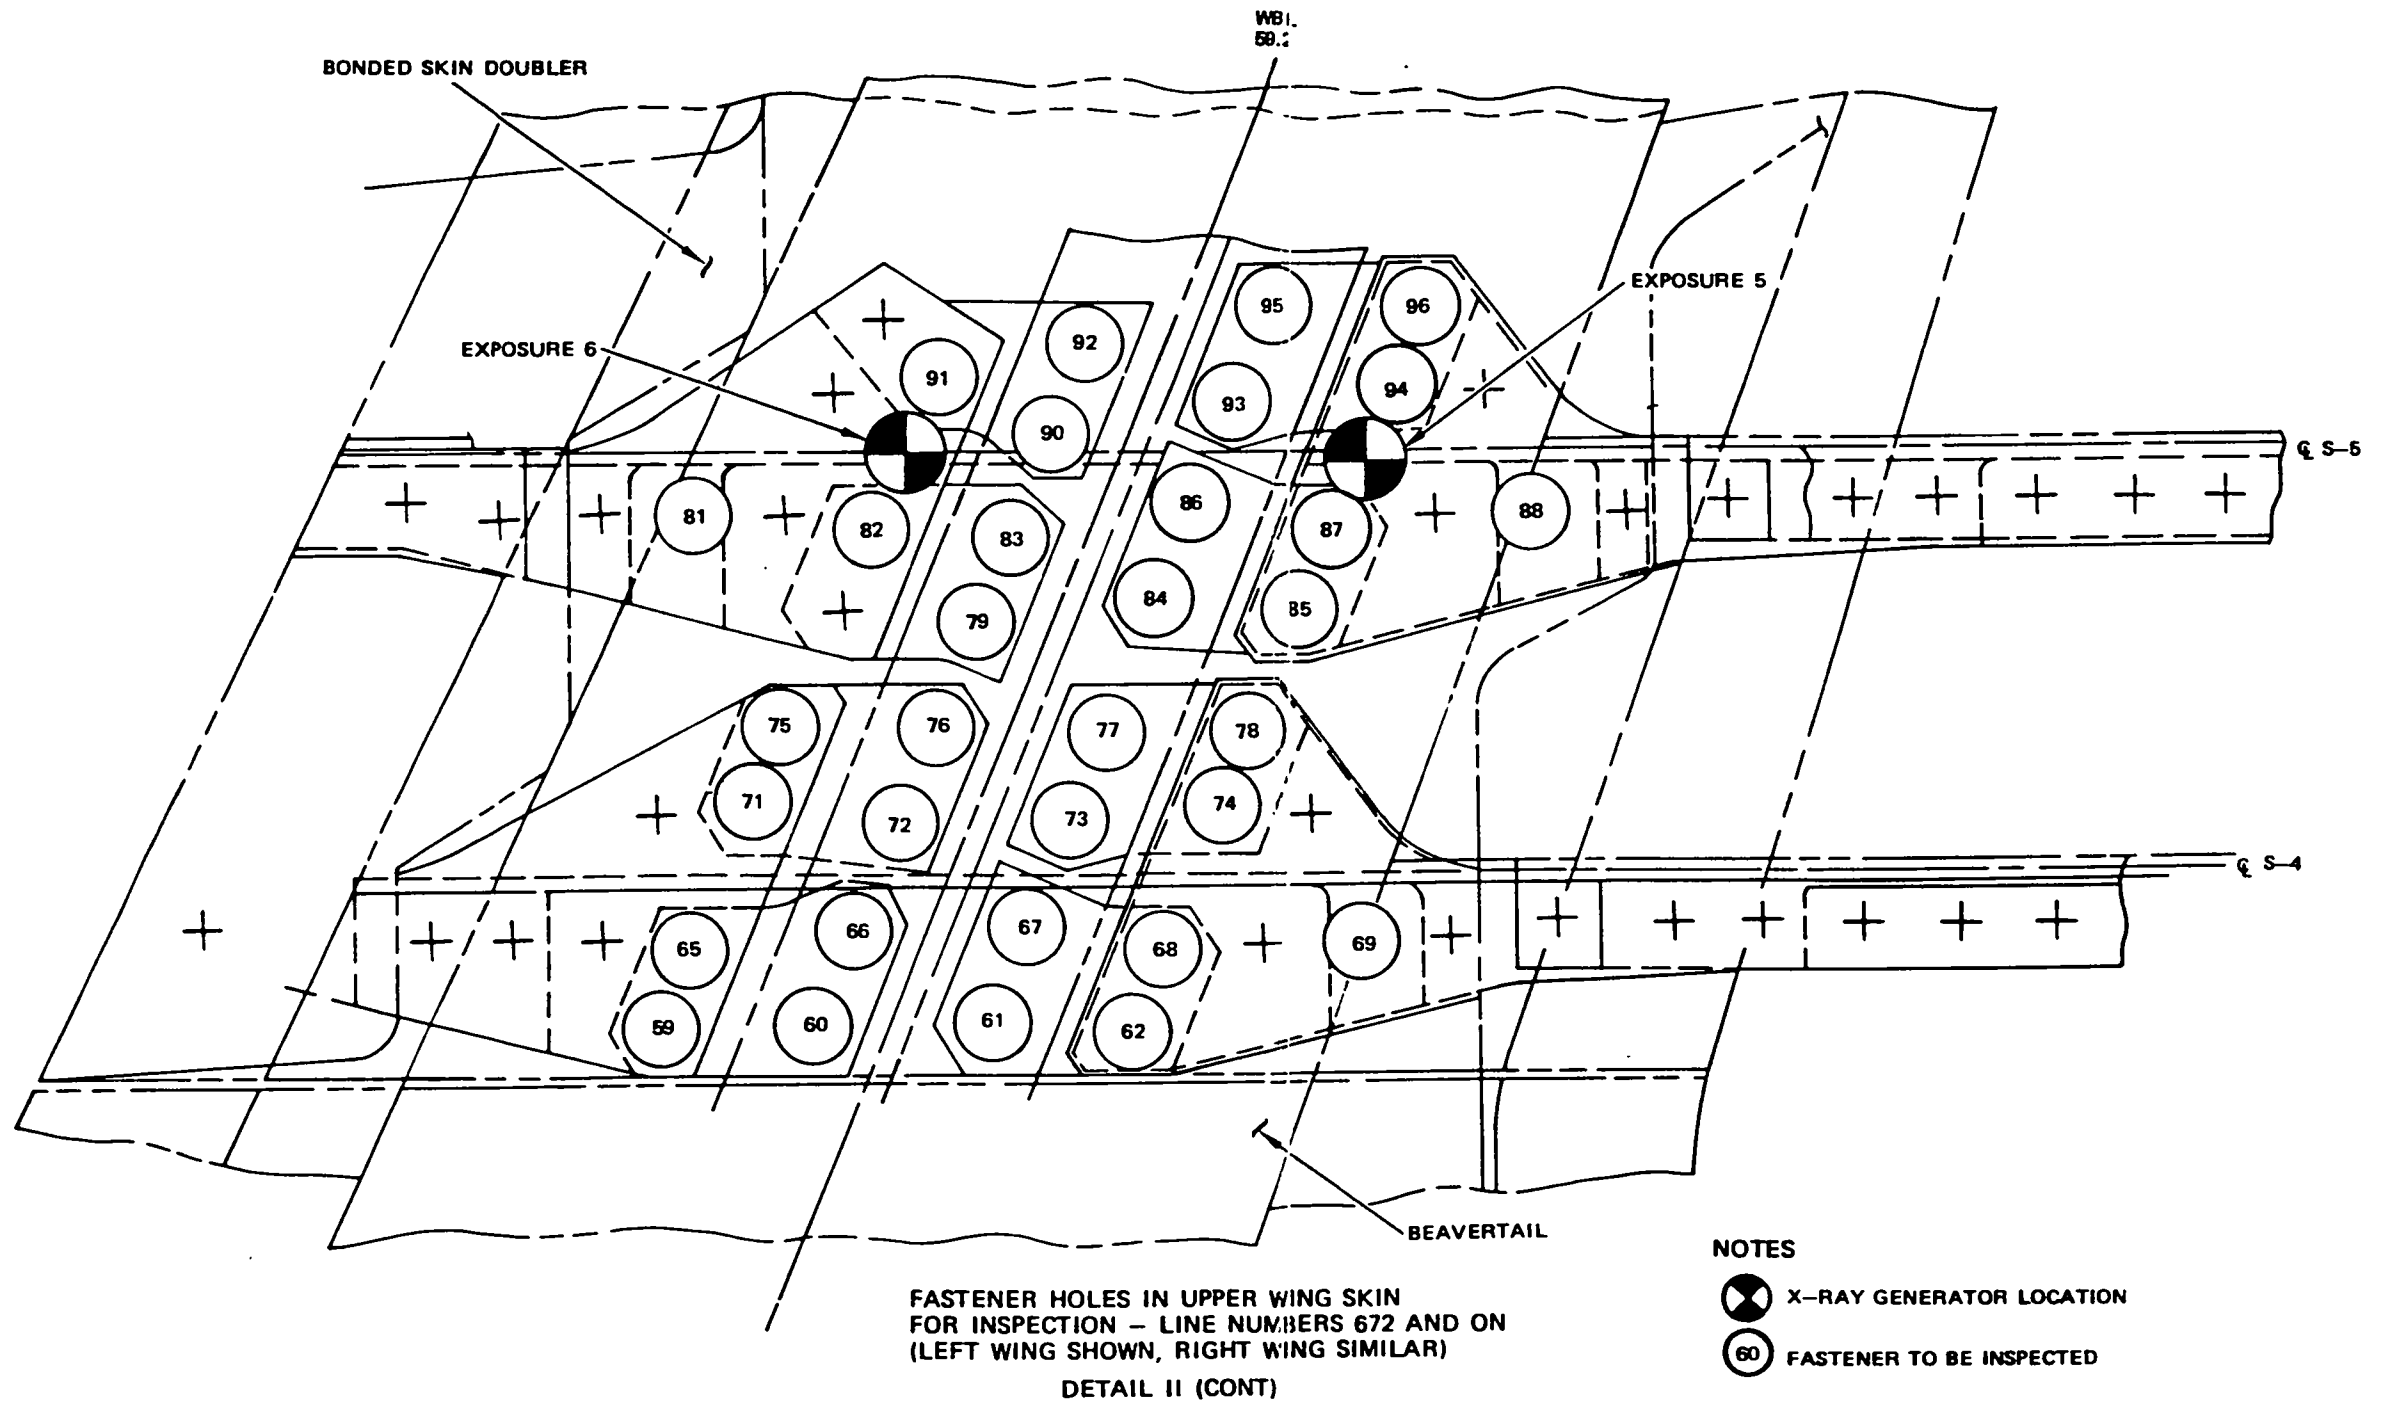 WBL
BONDED SKIN DOUBLER
EXPOSURE 5
EXPOSURE 6
95
96
92
91
94
93
90
℄ S-5
86
81
88
82
87
83
84
85
79
75
76
77
78
71
74
72
73
℄ S-4
66
67
69
65
68
59
60
61
62
BEAVERTAIL
NOTES
X-RAY GENERATOR LOCATION
60 FASTENER TO BE INSPECTED
FASTENER HOLES IN UPPER WING SKIN
FOR INSPECTION – LINE NUMBERS 672 AND ON
(LEFT WING SHOWN, RIGHT WING SIMILAR)
DETAIL II (CONT)